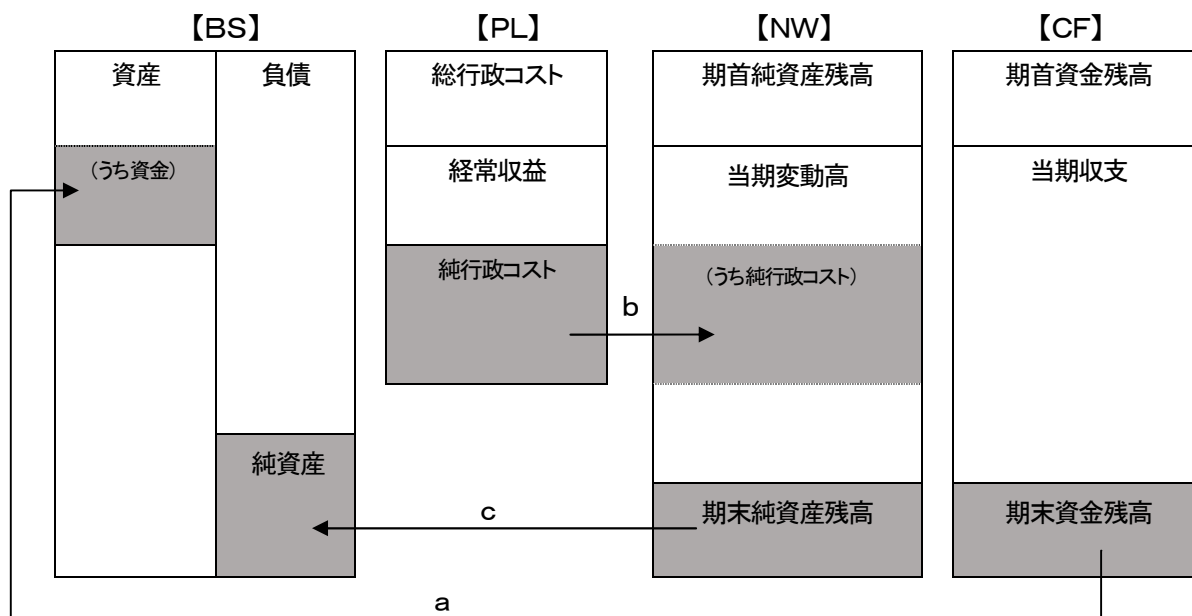 【BS】
【PL】
【NW】
【CF】
資産
負債
総行政コスト
期首純資産残高
期首資金残高
(うち資金)
経常収益
当期変動高
当期収支
純行政コスト
(うち純行政コスト)
b
純資産
c
期末純資産残高
期末資金残高
a